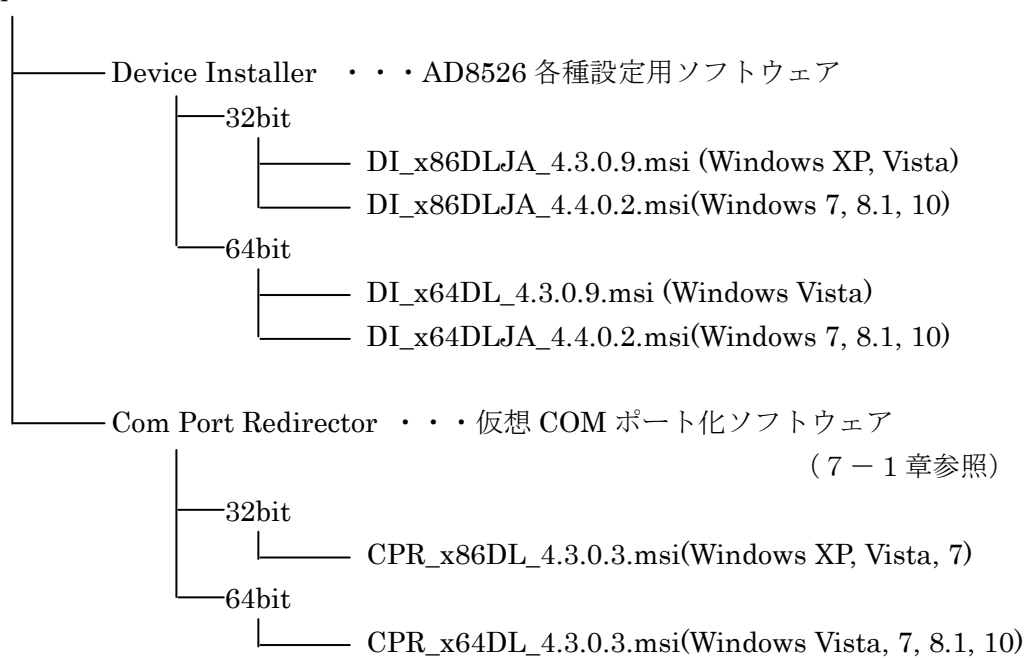 Device Installer ・・・AD8526 各種設定用ソフトウェア
32bit
DI_x86DLJA_4.3.0.9.msi (Windows XP, Vista)
DI_x86DLJA_4.4.0.2.msi(Windows 7, 8.1, 10)
64bit
DI_x64DL_4.3.0.9.msi (Windows Vista)
DI_x64DLJA_4.4.0.2.msi(Windows 7, 8.1, 10)
Com Port Redirector ・・・仮想 COM ポート化ソフトウェア
（７－１章参照）
32bit
CPR_x86DL_4.3.0.3.msi(Windows XP, Vista, 7)
64bit
CPR_x64DL_4.3.0.3.msi(Windows Vista, 7, 8.1, 10)